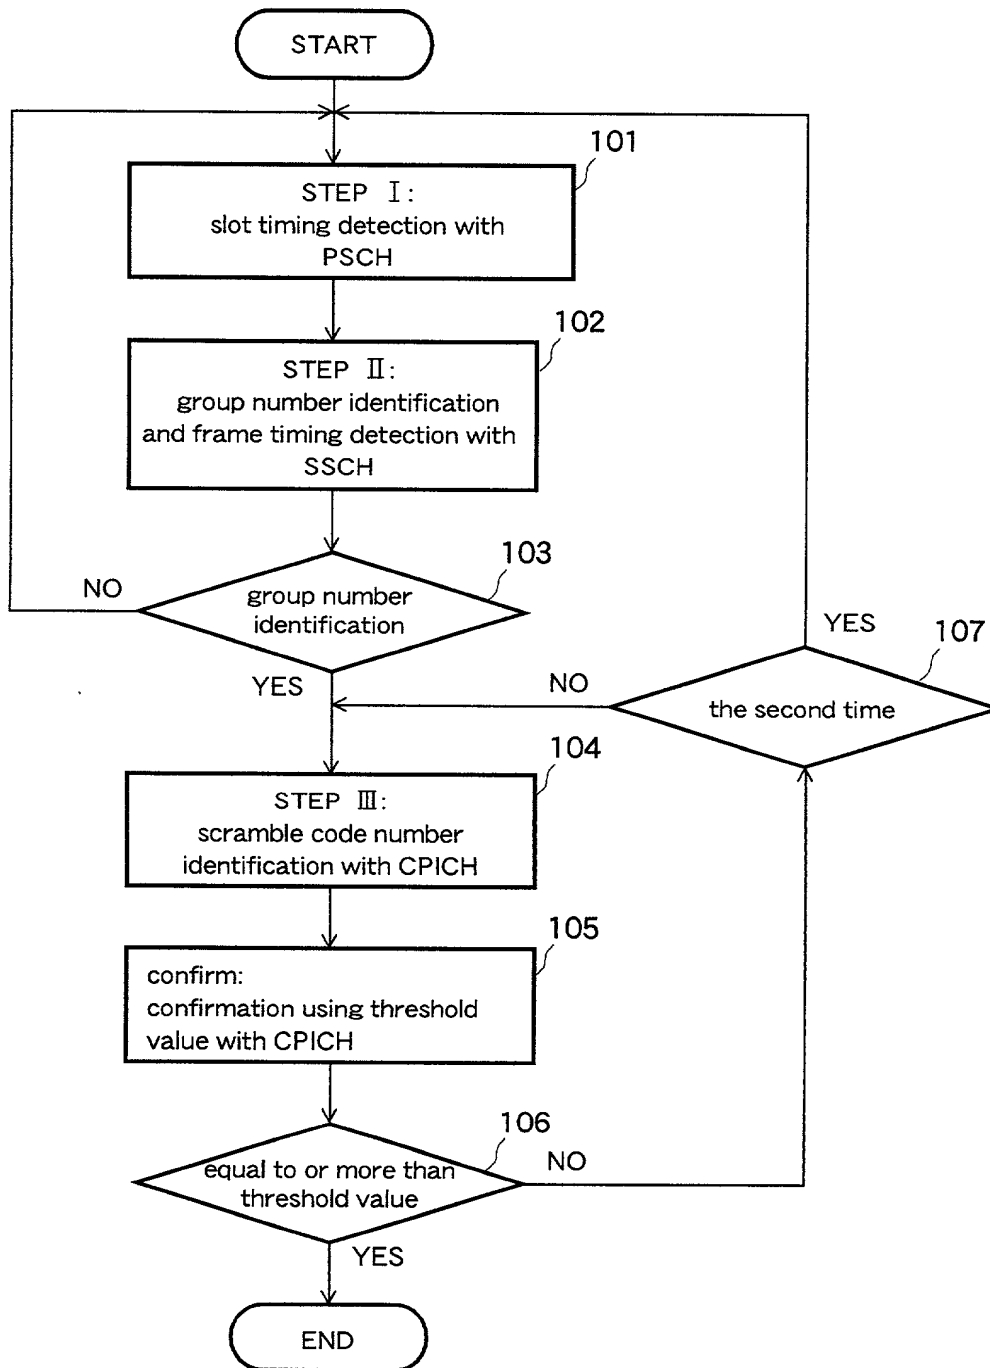 START
101
STEP Ⅰ:
slot timing detection with
PSCH
102
STEP Ⅱ:
group number identification
and frame timing detection with
SSCH
103
NO
group number
identification
YES
YES
107
NO
the second time
104
STEP Ⅲ:
scramble code number
identification with CPICH
105
confirm:
confirmation using threshold
value with CPICH
106
equal to or more than
threshold value
NO
YES
END